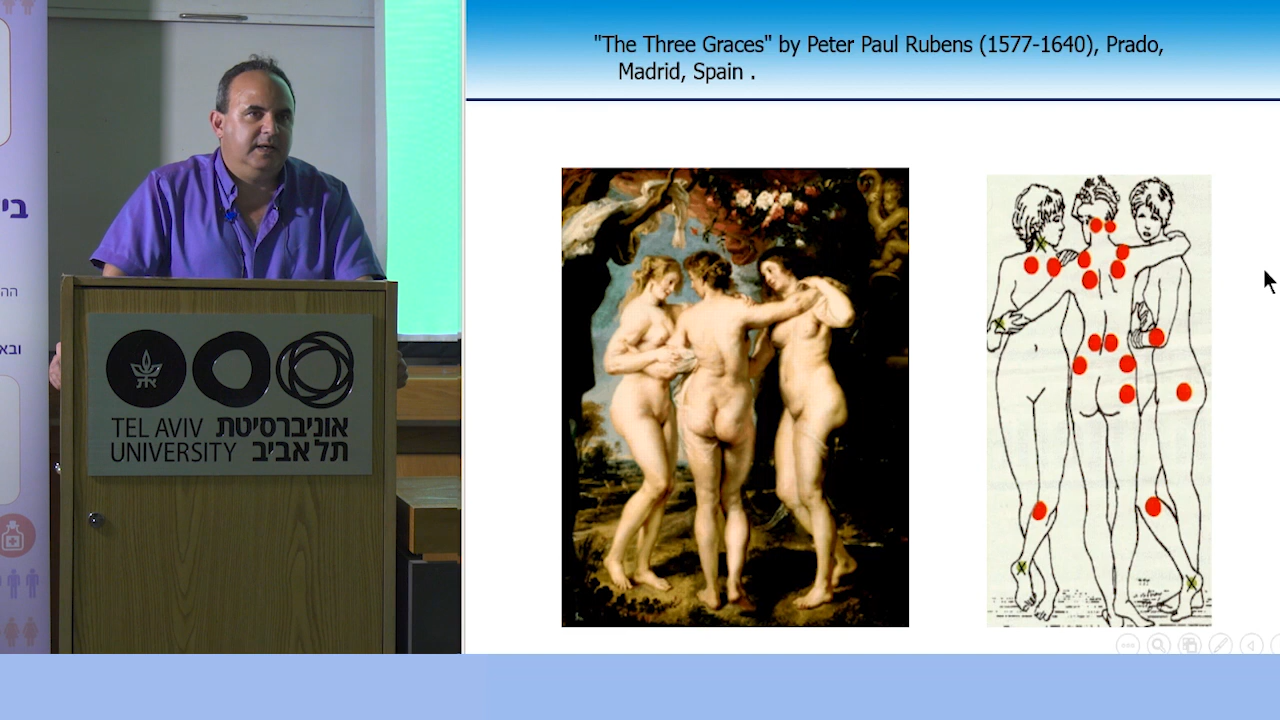 בי
הה
ובא
TEL AVIV אוניברסיטת
UNIVERSITY תל אביב
"The Three Graces" by Peter Paul Rubens (1577-1640), Prado,
Madrid, Spain .